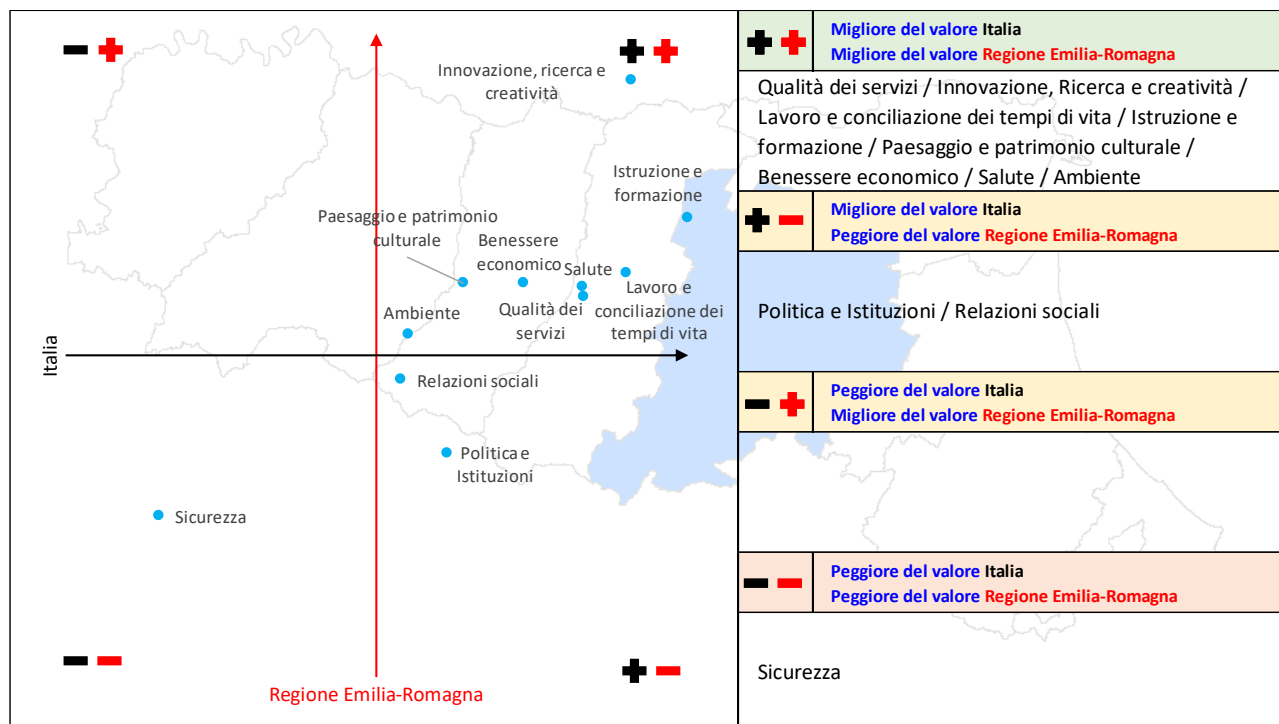 Innovazione, ricerca e
creatività
Istruzione e
formazione
Paesaggio e patrimonio
culturale
Benessere
economico
Salute
Lavoro e
conciliazione dei
tempi di vita
Qualità dei
servizi
Ambiente
Italia
Relazioni sociali
Politica e
Istituzioni
Sicurezza
Regione Emilia-Romagna
Migliore del valore Italia
Migliore del valore Regione Emilia-Romagna
Qualità dei servizi / Innovazione, Ricerca e creatività /
Lavoro e conciliazione dei tempi di vita / Istruzione e
formazione / Paesaggio e patrimonio culturale /
Benessere economico / Salute / Ambiente
Migliore del valore Italia
Peggiore del valore Regione Emilia-Romagna
Politica e Istituzioni / Relazioni sociali
Peggiore del valore Italia
Migliore del valore Regione Emilia-Romagna
Peggiore del valore Italia
Peggiore del valore Regione Emilia-Romagna
Sicurezza